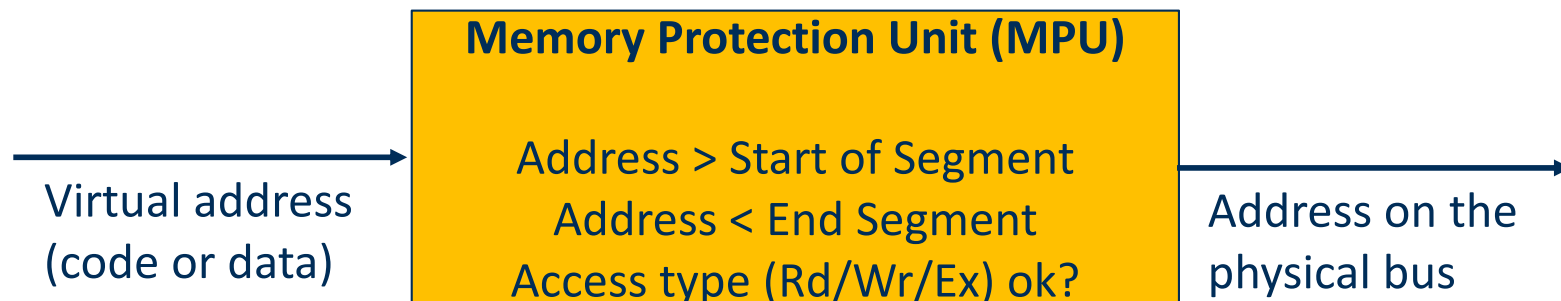 Memory Protection Unit (MPU)
Address > Start of Segment
Address < End Segment
Access type (Rd/Wr/Ex) ok?
Virtual address
(code or data)
Address on the
physical bus